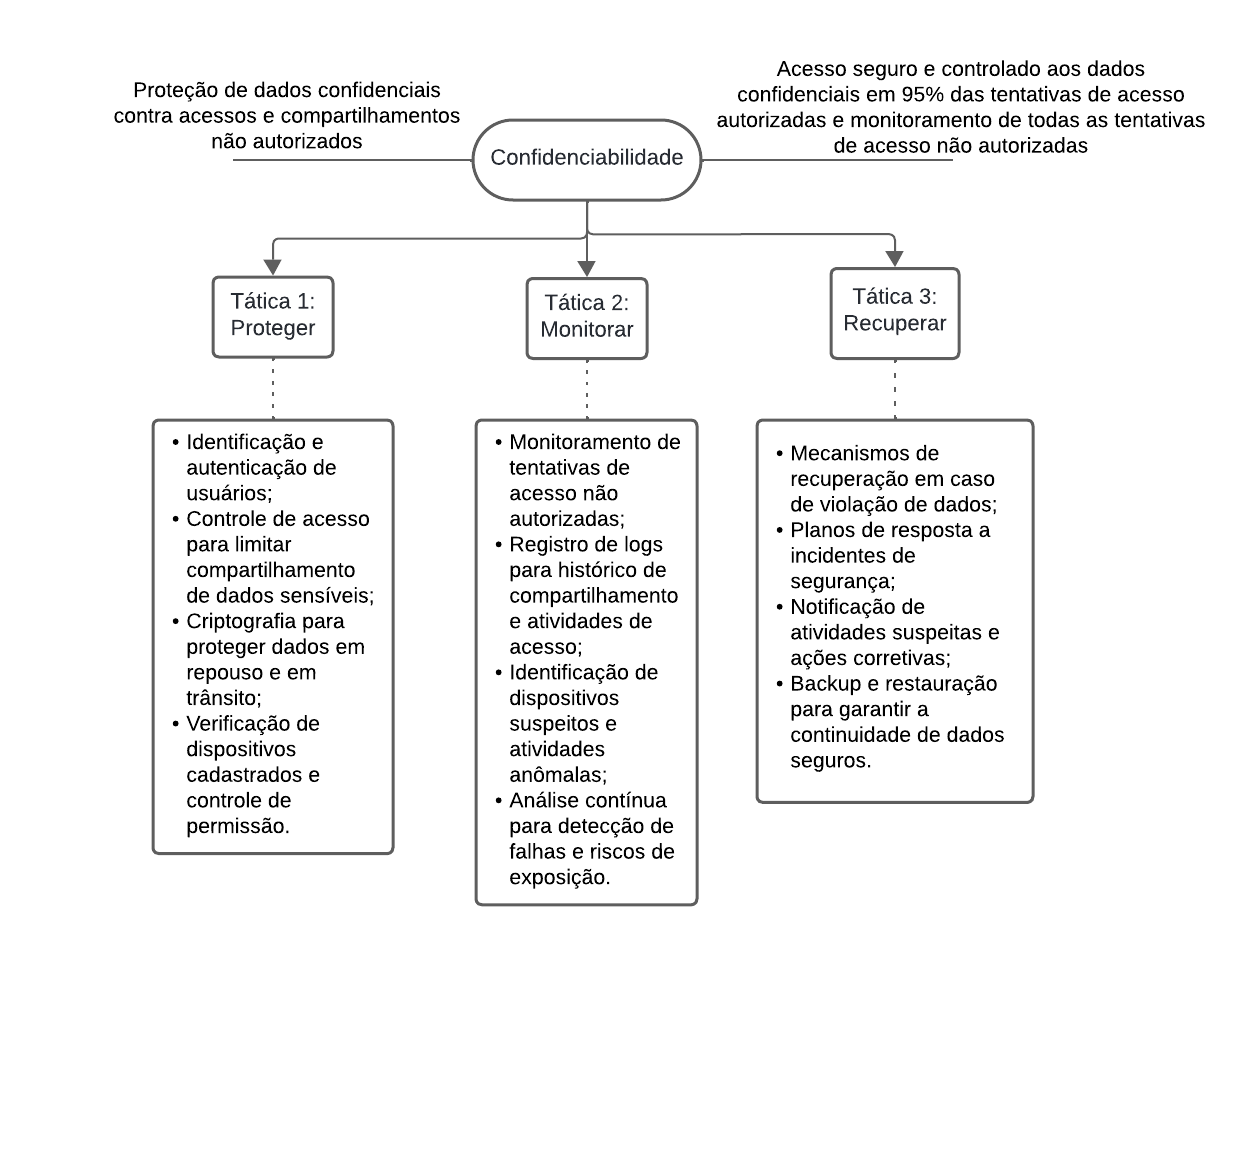 Proteção de dados confidenciais
contra acessos e compartilhamentos
não autorizados
Acesso seguro e controlado aos dados
confidenciais em 95% das tentativas de acesso
autorizadas e monitoramento de todas as tentativas
de acesso não autorizadas
Confidenciabilidade
Tática 1:
Proteger
Tática 2:
Monitorar
Tática 3:
Recuperar
• Identificação e
autenticação de
usuários;
• Controle de acesso
para limitar
compartilhamento
de dados sensíveis;
• Criptografia para
proteger dados em
repouso e em
trânsito;
• Verificação de
dispositivos
cadastrados e
controle de
permissão.
• Monitoramento de
tentativas de
acesso não
autorizadas;
• Registro de logs
para histórico de
compartilhamento
e atividades de
acesso;
• Identificação de
dispositivos
suspeitos e
atividades
anômalas;
• Análise contínua
para detecção de
falhas e riscos de
exposição.
• Mecanismos de
recuperação em caso
de violação de dados;
• Planos de resposta a
incidentes de
segurança;
• Notificação de
atividades suspeitas e
ações corretivas;
• Backup e restauração
para garantir a
continuidade de dados
seguros.